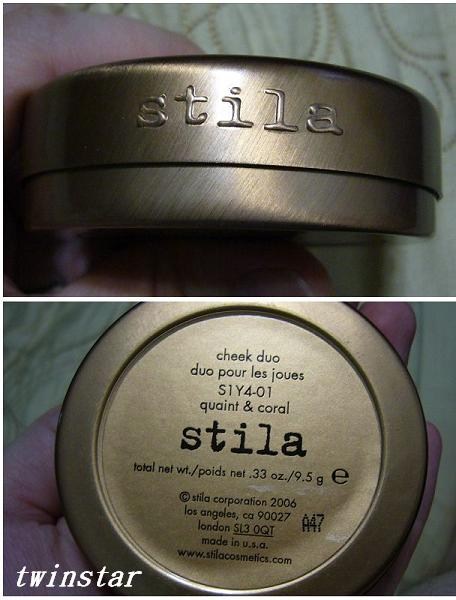 stila
cheek duo
duo pour les joues
S1Y4-01
quaint & coral
stila
total net wt./poids net .33 oz./9.5 g e
© stila corporation 2006
los angeles, ca 90027
london SL3 0QT
made in u.s.a.
www.stilacosmetics.com
twinstar